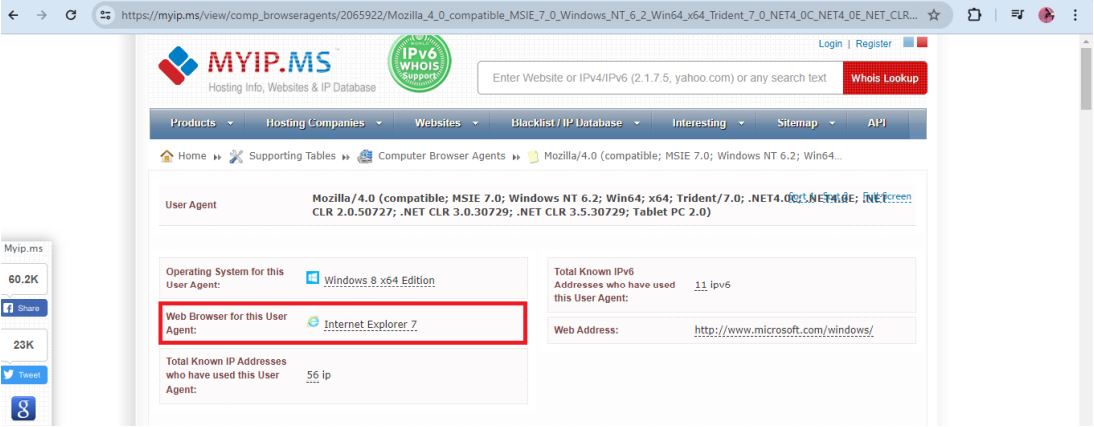 https://myip.ms/view/comp_browseragents/2065922/Mozilla_4_0_compatible_MSIE_7_0_Windows_NT_6_2_Win64_x64_Trident_7_0_NET4_0C_NET4_0E_NET_CLR...
Login | Register
MYIP.MS
Hosting Info, Websites & IP Database
WORLD
IPv6
WHOIS
Support
Enter Website or IPv4/IPv6 (2.1.7.5, yahoo.com) or any search text
Whois Lookup
Products
Hosting Companies
Websites
Blacklist / IP Database
Interesting
Sitemap
API
Home » Supporting Tables » Computer Browser Agents » Mozilla/4.0 (compatible; MSIE 7.0; Windows NT 6.2; Win64...
Sort 1 Sort 2 Full Screen
User Agent
Mozilla/4.0 (compatible; MSIE 7.0; Windows NT 6.2; Win64; x64; Trident/7.0; .NET4.0C; .NET4.0E; .NET
CLR 2.0.50727; .NET CLR 3.0.30729; .NET CLR 3.5.30729; Tablet PC 2.0)
Myip.ms
60.2K
Share
23K
Tweet
Operating System for this
User Agent:
Windows 8 x64 Edition
Web Browser for this User
Agent:
Internet Explorer 7
Total Known IP Addresses
who have used this User
Agent:
56 ip
Total Known IPv6
Addresses who have used
this User Agent:
11 ipv6
Web Address:
http://www.microsoft.com/windows/